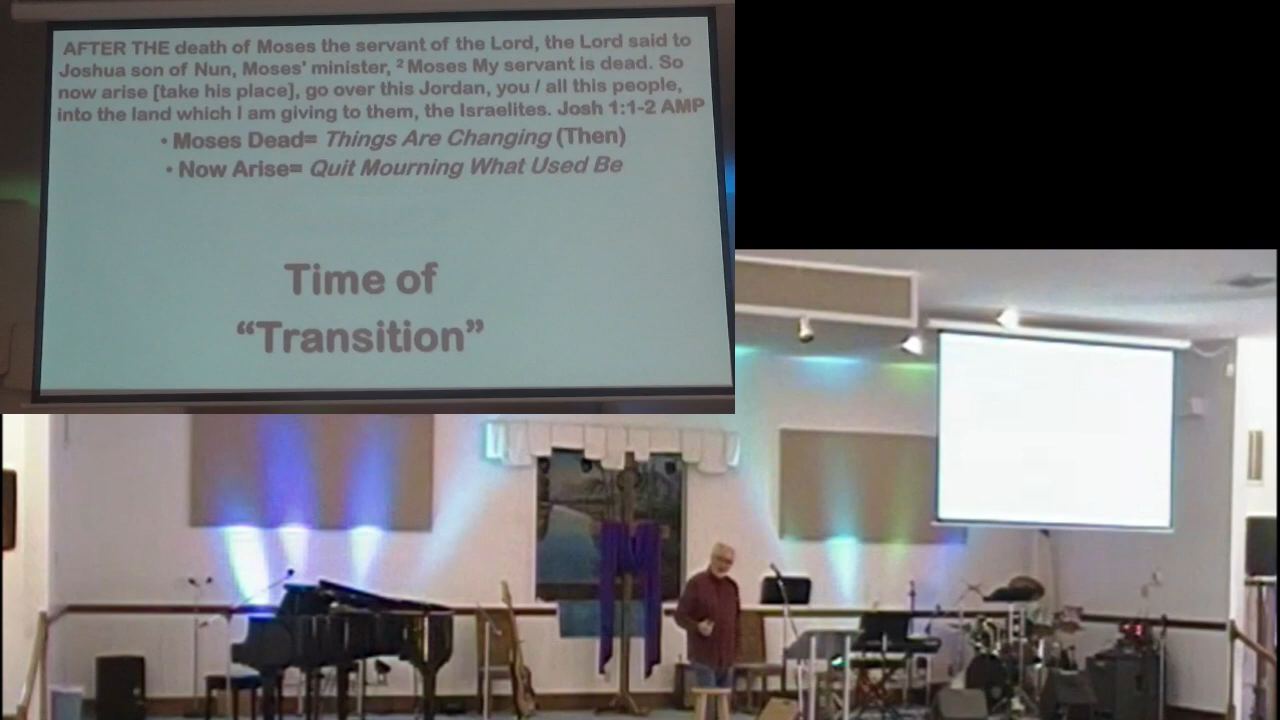 AFTER THE death of Moses the servant of the Lord, the Lord said to
Joshua son of Nun, Moses' minister, ² Moses My servant is dead. So
now arise [take his place], go over this Jordan, you / all this people,
into the land which I am giving to them, the Israelites. Josh 1:1-2 AMP
• Moses Dead= Things Are Changing (Then)
• Now Arise= Quit Mourning What Used Be
Time of
“Transition”